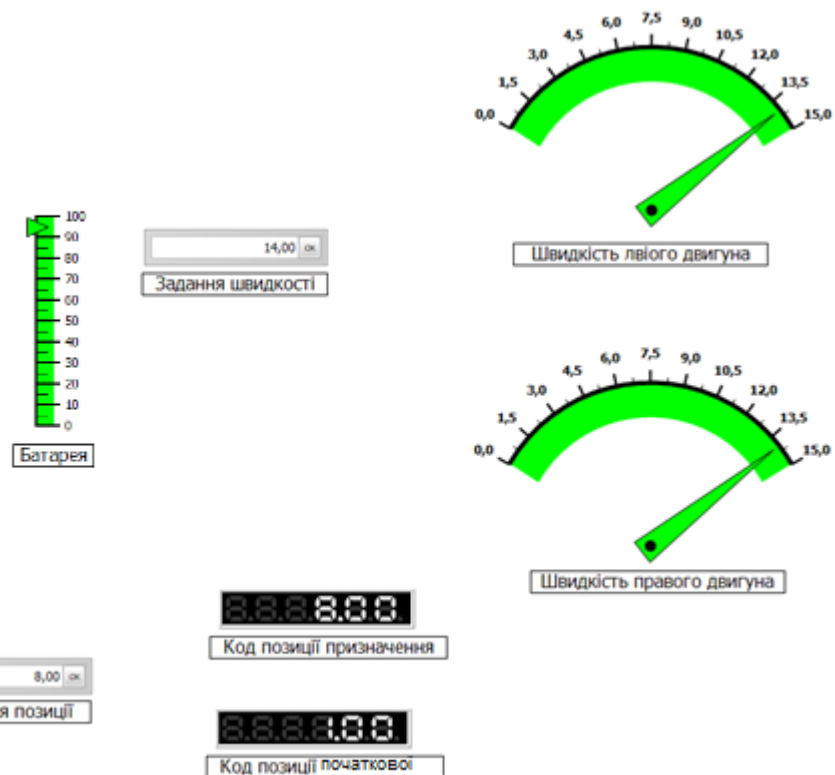 7,5
6,0 9,0
4,5 10,5
3,0 12,0
1,5 13,5
0,0 15,0
100
90
80
70
60
50
40
30
20
10
0
Батарея
14,00 ок
Задання швидкості
Швидкість лвіого двигуна
7,5
6,0 9,0
4,5 10,5
3,0 12,0
1,5 13,5
0,0 15,0
Швидкість правого двигуна
8.00
Код позиції призначення
8,00 ок
я позиції
1.00
Код позиції початкової